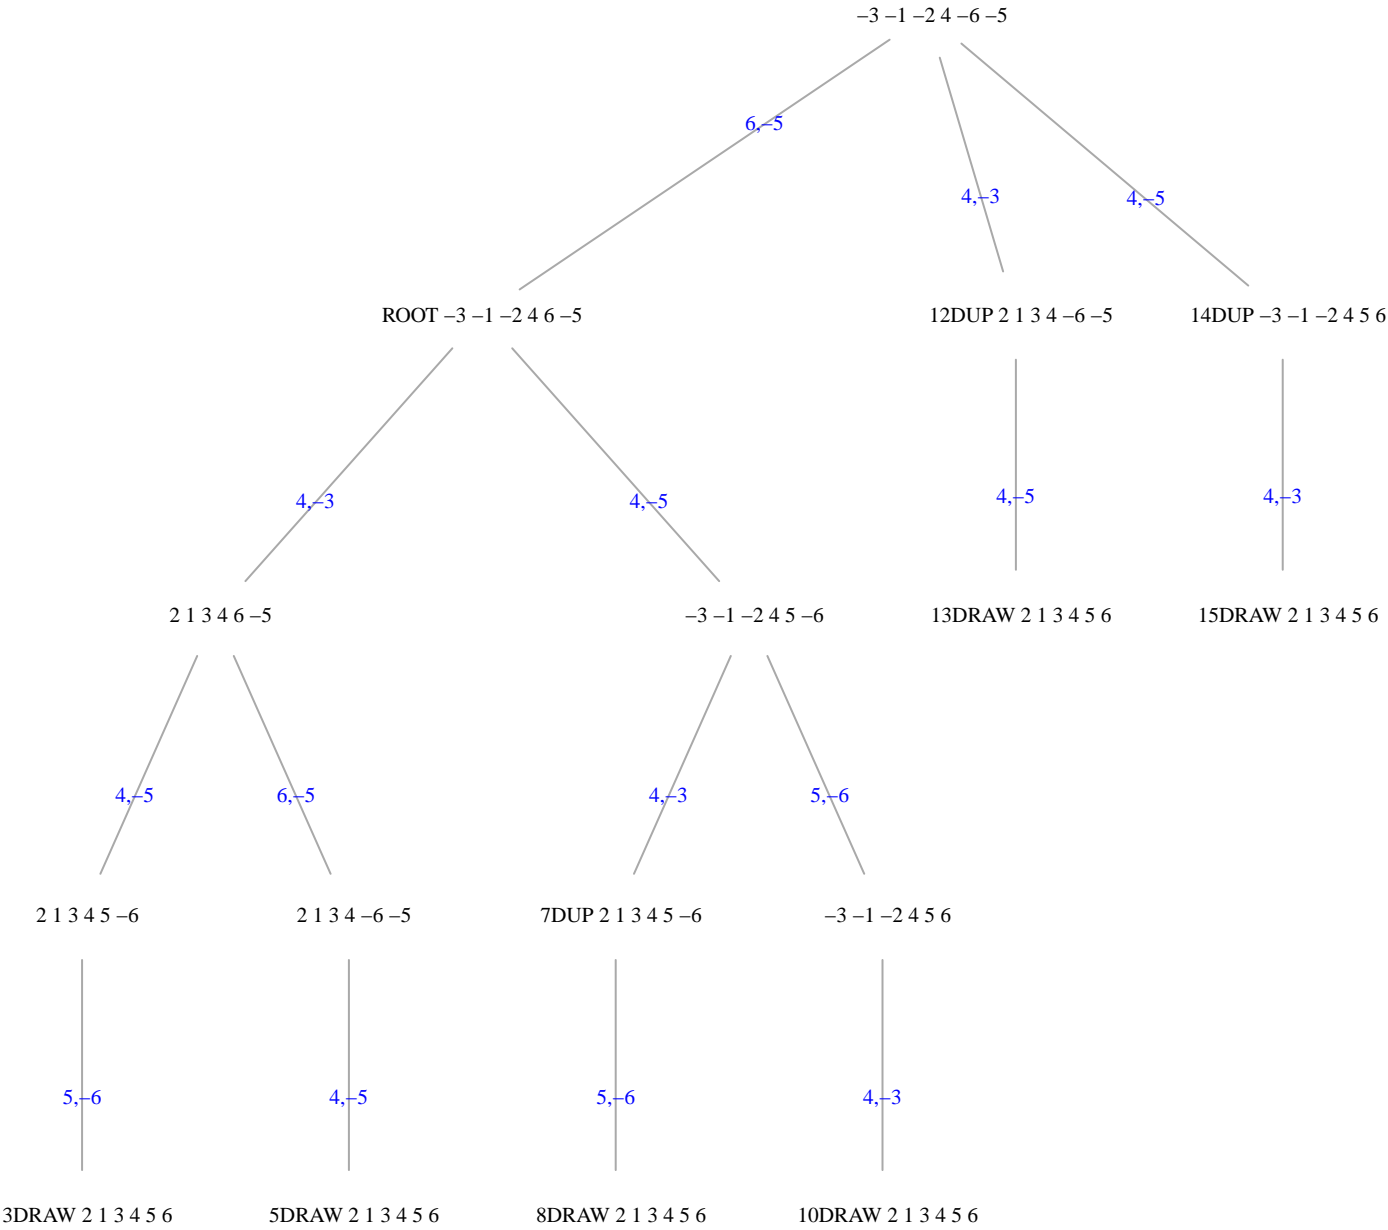 –3 –1 –2 4 –6 –5
6,–5
4,–3
4,–5
ROOT –3 –1 –2 4 6 –5
12DUP 2 1 3 4 –6 –5
14DUP –3 –1 –2 4 5 6
4,–3
4,–5
4,–5
4,–3
2 1 3 4 6 –5
–3 –1 –2 4 5 –6
13DRAW 2 1 3 4 5 6
15DRAW 2 1 3 4 5 6
4,–5
6,–5
4,–3
5,–6
2 1 3 4 5 –6
2 1 3 4 –6 –5
7DUP 2 1 3 4 5 –6
–3 –1 –2 4 5 6
5,–6
4,–5
5,–6
4,–3
3DRAW 2 1 3 4 5 6
5DRAW 2 1 3 4 5 6
8DRAW 2 1 3 4 5 6
10DRAW 2 1 3 4 5 6